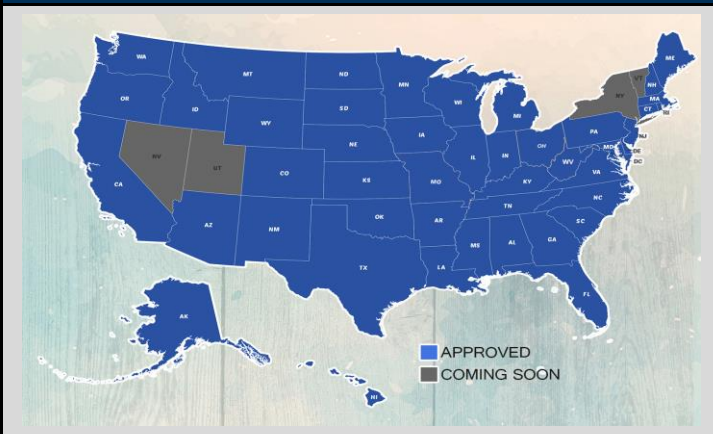 WA
MT
ND
MN
ME
VT
NH
NY
MA
CT
RI
OR
ID
SD
WI
MI
WY
IA
PA
NJ
NE
OH
MD
DE
DC
NV
UT
IL
IN
WV
VA
CA
CO
KS
MO
KY
NC
TN
OK
AR
SC
AZ
NM
MS
AL
GA
TX
LA
FL
AK
HI
APPROVED
COMING SOON